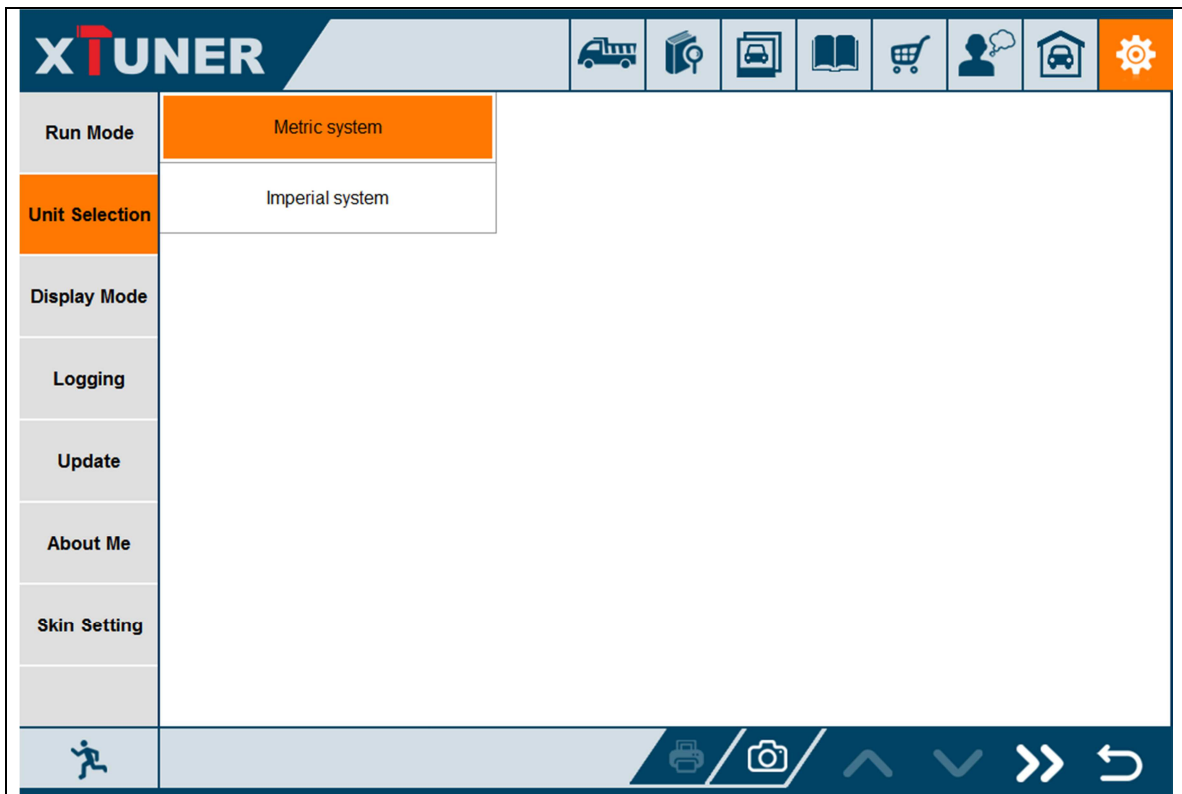 XTUNER
Run Mode
Metric system
Unit Selection
Imperial system
Display Mode
Logging
Update
About Me
Skin Setting